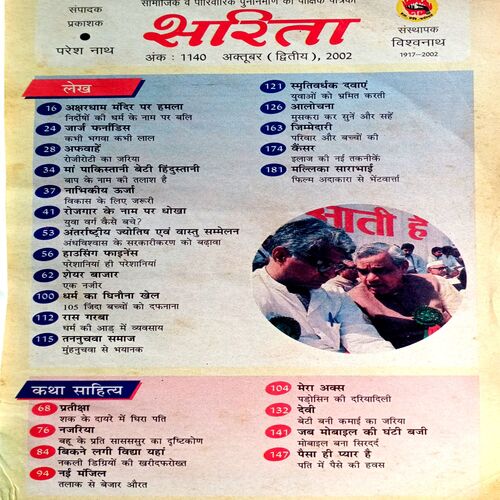 सामाजिक व पारिवारिक पुनर्निर्माण की पाक्षिक पत्रिका
संपादक
प्रकाशक
परेश नाथ
सरिता
अंक : 1140 अक्तूबर (द्वितीय), 2002
संस्थापक
विश्वनाथ
1917-2002
लेख
16 अक्षरधाम मंदिर पर हमला
निर्दोषों की धर्म के नाम पर बलि
24 जार्ज फर्नांडिस
कभी भगवा कभी लाल
28 अफवाहें
रोजीरोटी का जरिया
34 मां पाकिस्तानी बेटी हिंदुस्तानी
बाप के नाम की तलाश है
37 नाभिकीय ऊर्जा
विकास के लिए जरूरी
41 रोजगार के नाम पर धोखा
युवा वर्ग कैसे बचे?
53 अंतर्राष्ट्रीय ज्योतिष एवं वास्तु सम्मेलन
अंधविश्वास के सरकारीकरण को बढ़ावा
56 हाउसिंग फाइनेंस
परेशानियां ही परेशानियां
62 शेयर बाजार
एक नजीर
100 धर्म का घिनौना खेल
105 जिंदा बच्चों को दफनाना
112 रास गरबा
धर्म की आड़ में व्यवसाय
115 तननुचवा समाज
मुंहनुचवा से भयानक
121 स्मृतिवर्धक दवाएं
युवाओं को भ्रमित करती
126 आलोचना
मुसकरा कर सुनें और सहें
163 जिम्मेदारी
परिवार और बच्चों की
174 कैंसर
इलाज की नई तकनीकें
181 मल्लिका साराभाई
फिल्म अदाकारा से भेंटवार्ता
साती है
कथा साहित्य
68 प्रतीक्षा
शक के दायरे में घिरा पति
76 नजरिया
बहू के प्रति सासससुर का दृष्टिकोण
84 बिकने लगी विद्या यहां
नकली डिग्रियों की खरीदफरोख्त
94 नई मंजिल
तलाक से बेजार औरत
104 मेरा अक्स
पड़ोसिन की दरियादिली
132 देवी
बेटी बनी कमाई का जरिया
141 जब मोबाइल की घंटी बजी
मोबाइल बना सिरदर्द
147 पैसा ही प्यार है
पति में पैसे की हवस